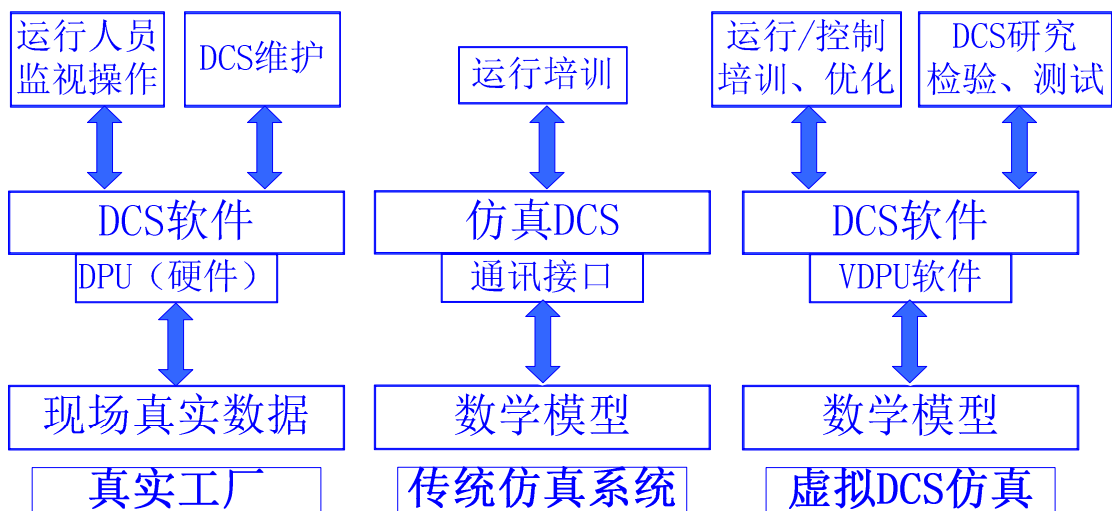 运行人员
监视操作
DCS维护
DCS软件
DPU（硬件）
现场真实数据
真实工厂
运行培训
仿真DCS
通讯接口
数学模型
传统仿真系统
运行/控制
培训、优化
DCS研究
检验、测试
DCS软件
VDPU软件
数学模型
虚拟DCS仿真